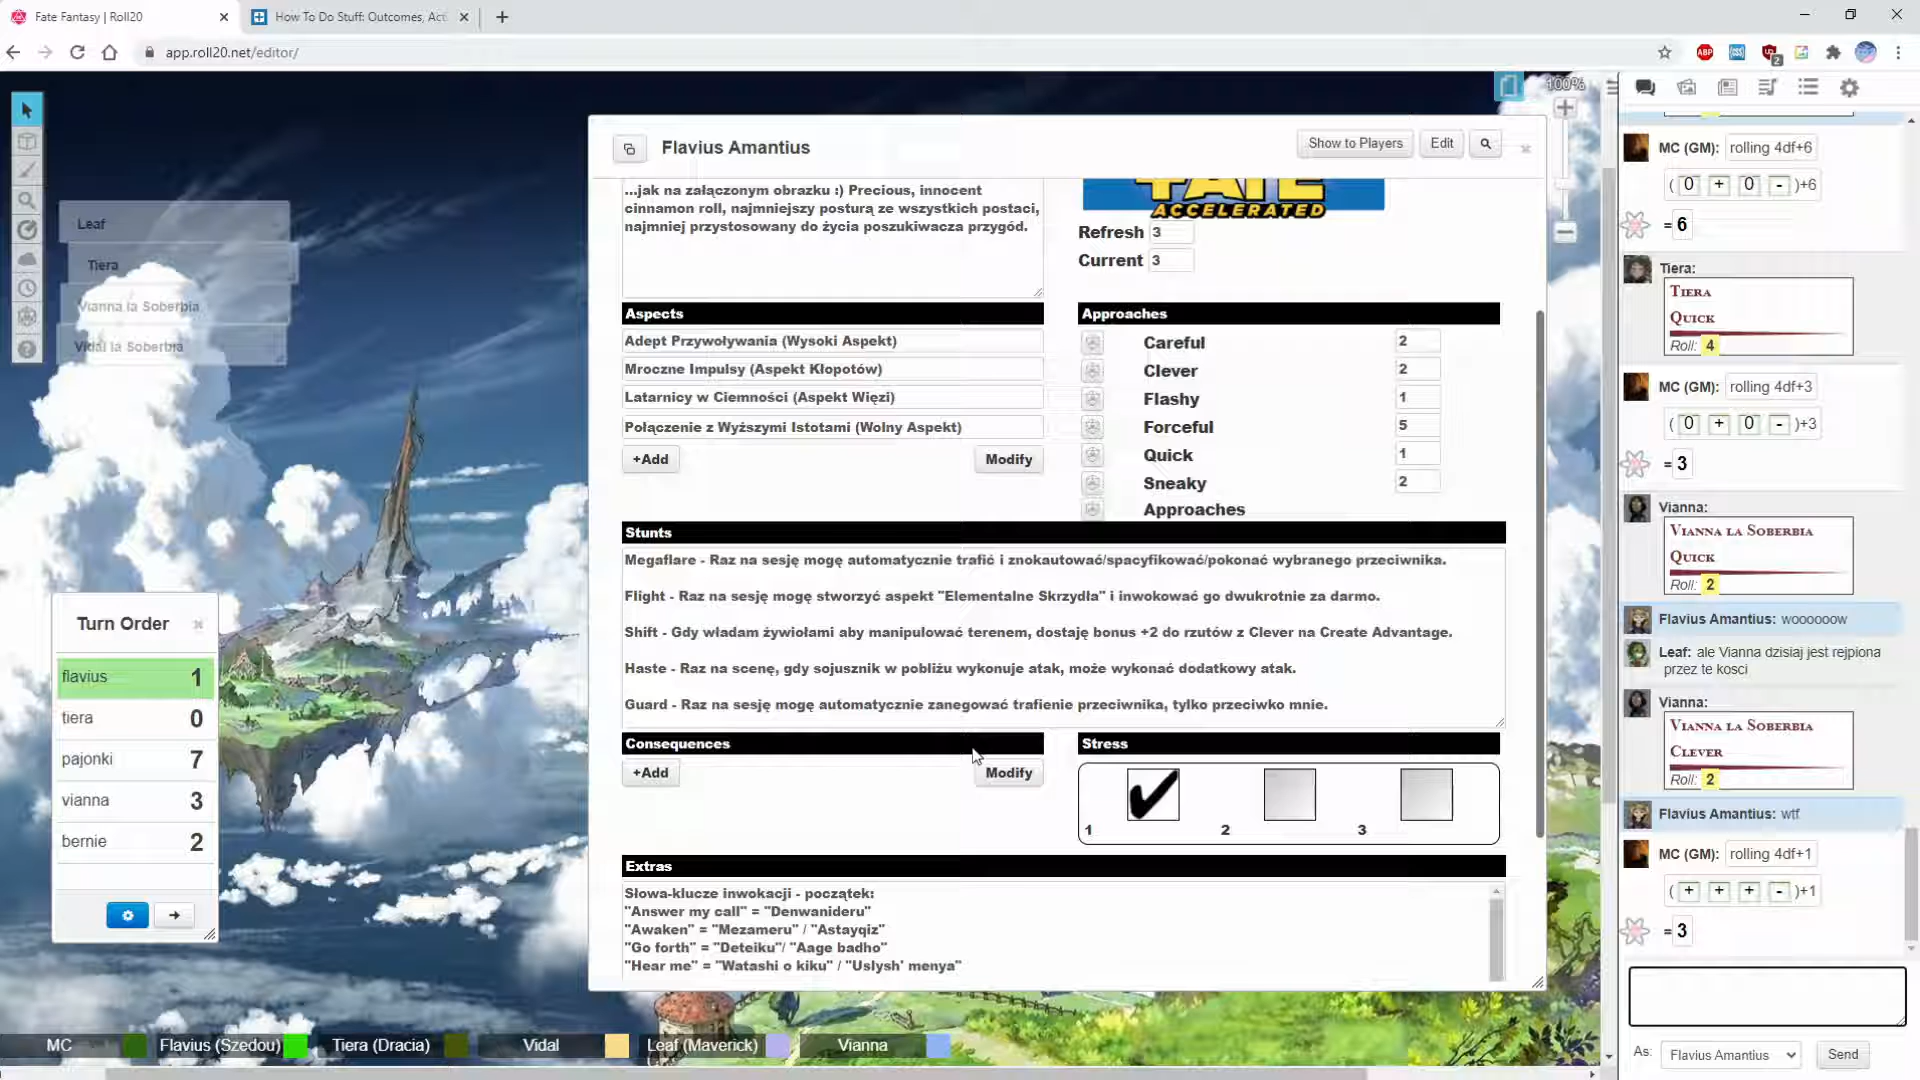 Fate Fantasy | Roll20
How To Do Stuff: Outcomes, Act
app.roll20.net/editor/
100%
Leaf
Tiera
Vianna la Soberbia
Vidal la Soberbia
Flavius Amantius
Show to Players
Edit
...jak na załączonym obrazku :) Precious, innocent
cinnamon roll, najmniejszy posturą ze wszystkich postaci,
najmniej przystosowany do życia poszukiwacza przygód.
FATE
ACCELERATED
Refresh 3
Current 3
Aspects
Adept Przywoływania (Wysoki Aspekt)
Mroczne Impulsy (Aspekt Kłopotów)
Latarnicy w Ciemności (Aspekt Więzi)
Połączenie z Wyższymi Istotami (Wolny Aspekt)
+Add
Modify
Approaches
Careful 2
Clever 2
Flashy 1
Forceful 5
Quick 1
Sneaky 2
Approaches
Stunts
Megaflare - Raz na sesję mogę automatycznie trafić i znokautować/spacyfikować/pokonać wybranego przeciwnika.
Flight - Raz na sesję mogę stworzyć aspekt "Elementalne Skrzydła" i inwokować go dwukrotnie za darmo.
Shift - Gdy władam żywiołami aby manipulować terenem, dostaję bonus +2 do rzutów z Clever na Create Advantage.
Haste - Raz na scenę, gdy sojusznik w pobliżu wykonuje atak, może wykonać dodatkowy atak.
Guard - Raz na sesję mogę automatycznie zanegować trafienie przeciwnika, tylko przeciwko mnie.
Consequences
+Add
Modify
Stress
1
2
3
Extras
Słowa-klucze inwokacji - początek:
"Answer my call" = "Denwanideru"
"Awaken" = "Mezameru" / "Astayqiz"
"Go forth" = "Deteiku"/ "Aage badho"
"Hear me" = "Watashi o kiku" / "Uslysh' menya"
Turn Order
flavius 1
tiera 0
pajonki 7
vianna 3
bernie 2
MC
Flavius (Szedou)
Tiera (Dracia)
Vidal
Leaf (Maverick)
Vianna
2
MC (GM): rolling 4df+6
( 0 + 0 - )+6
= 6
Tiera:
Tiera
Quick
Roll: 4
MC (GM): rolling 4df+3
( 0 + 0 - )+3
= 3
Vianna:
Vianna la Soberbia
Quick
Roll: 2
Flavius Amantius: woooooow
Leaf: ale Vianna dzisiaj jest rejpiona
przez te kosci
Vianna:
Vianna la Soberbia
Clever
Roll: 2
Flavius Amantius: wtf
MC (GM): rolling 4df+1
( + + + - )+1
= 3
As: Flavius Amantius
Send